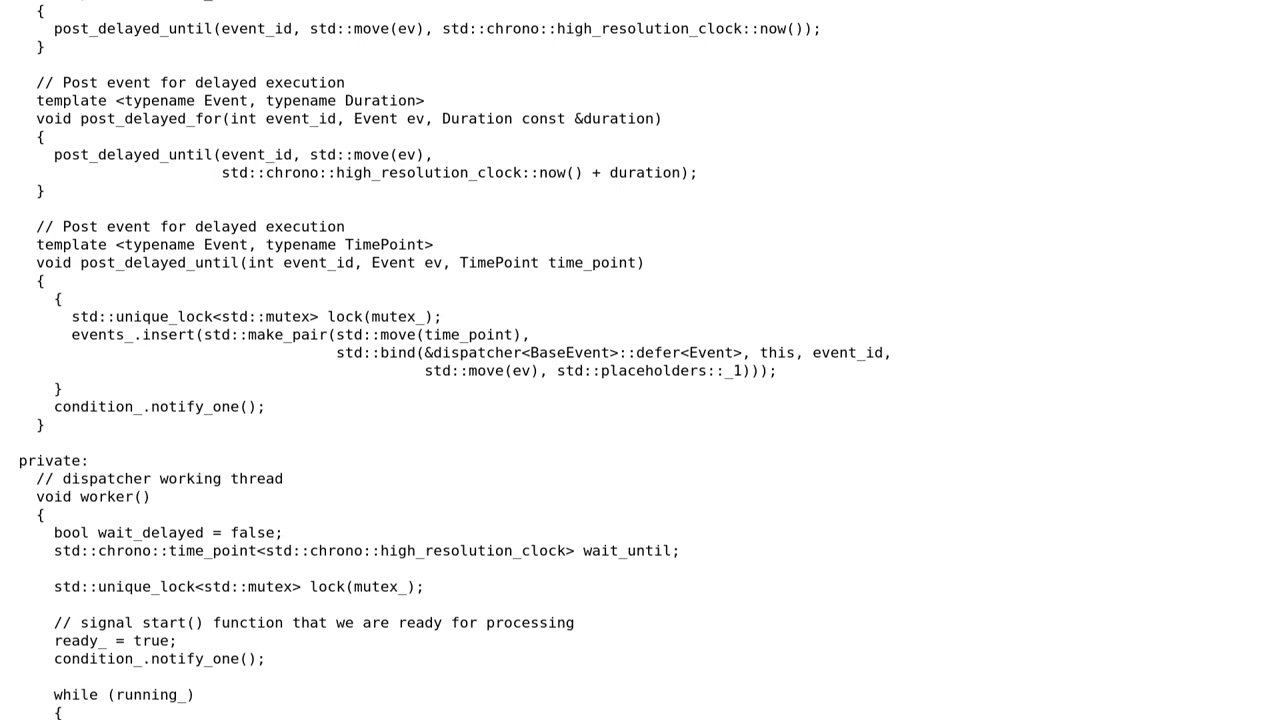 {
post_delayed_until(event_id, std::move(ev), std::chrono::high_resolution_clock::now());
}
// Post event for delayed execution
template <typename Event, typename Duration>
void post_delayed_for(int event_id, Event ev, Duration const &duration)
{
post_delayed_until(event_id, std::move(ev),
std::chrono::high_resolution_clock::now() + duration);
}
// Post event for delayed execution
template <typename Event, typename TimePoint>
void post_delayed_until(int event_id, Event ev, TimePoint time_point)
{
{
std::unique_lock<std::mutex> lock(mutex_);
events_.insert(std::make_pair(std::move(time_point),
std::bind(&dispatcher<BaseEvent>::defer<Event>, this, event_id,
std::move(ev), std::placeholders::_1)));
}
condition_.notify_one();
}
private:
// dispatcher working thread
void worker()
{
bool wait_delayed = false;
std::chrono::time_point<std::chrono::high_resolution_clock> wait_until;
std::unique_lock<std::mutex> lock(mutex_);
// signal start() function that we are ready for processing
ready_ = true;
condition_.notify_one();
while (running_)
{